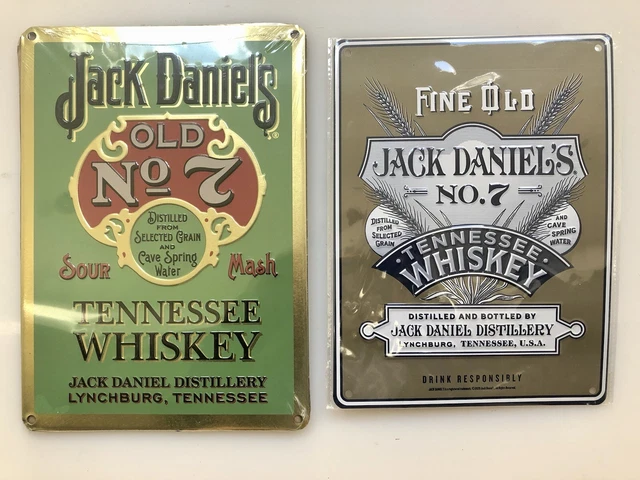 Jack Daniel's
OLD
No 7
DISTILLED
FROM
SELECTED GRAIN
AND
Cave Spring
Water
Sour Mash
TENNESSEE
WHISKEY
JACK DANIEL DISTILLERY
LYNCHBURG, TENNESSEE
FINE OLD
JACK DANIEL'S
NO.7
DISTILLED
FROM
SELECTED
GRAIN
AND
CAVE
SPRING
WATER
TENNESSEE
WHISKEY
DISTILLED AND BOTTLED BY
JACK DANIEL DISTILLERY
LYNCHBURG, TENNESSEE, U.S.A.
DRINK RESPONSIBLY